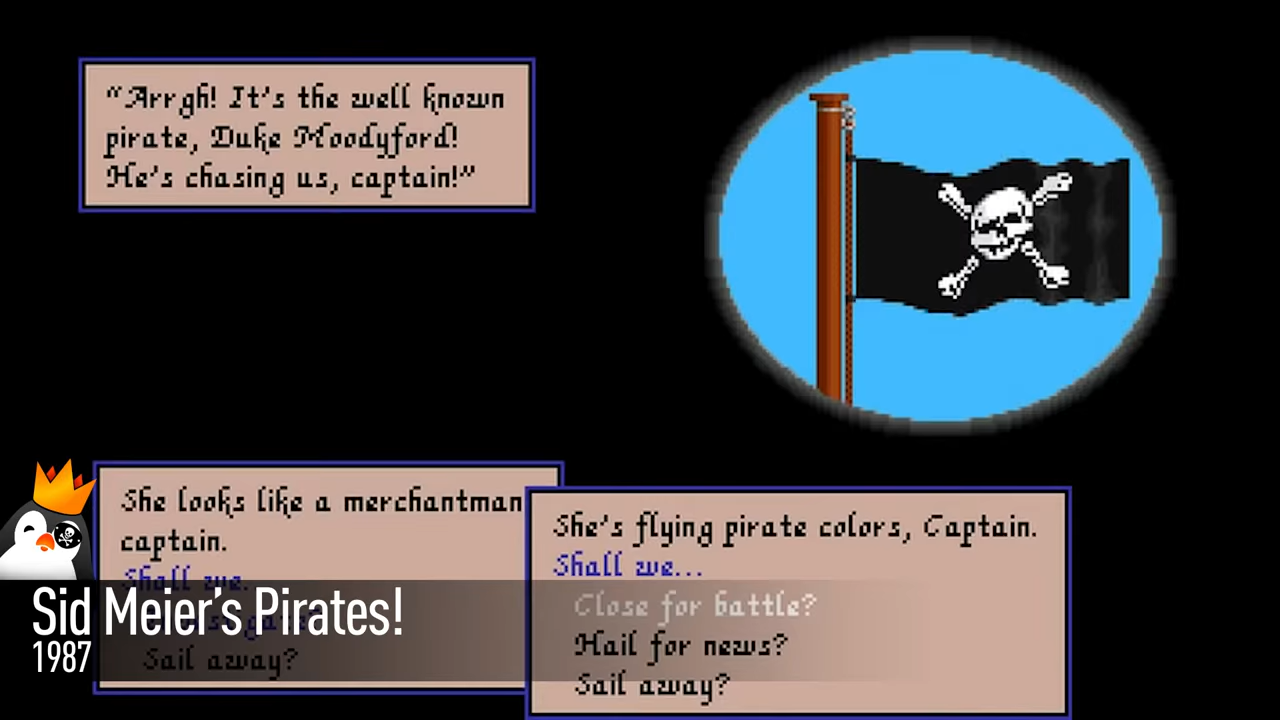 “Arrgh! It's the well known
pirate, Duke Moodyford!
He's chasing us, captain!”
She looks like a merchantman
captain.
Shall we.
Sail away?
She's flying pirate colors, Captain.
Shall we...
Close for battle?
Hail for news?
Sail away?
Sid Meier's Pirates!
1987